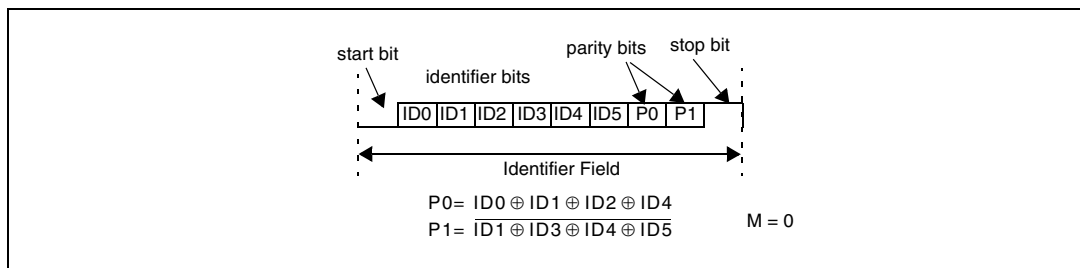 start bit
identifier bits
parity bits
stop bit
ID0 ID1 ID2 ID3 ID4 ID5 P0 P1
Identifier Field
P0= ID0 ⊕ ID1 ⊕ ID2 ⊕ ID4
P1= ID1 ⊕ ID3 ⊕ ID4 ⊕ ID5
M = 0